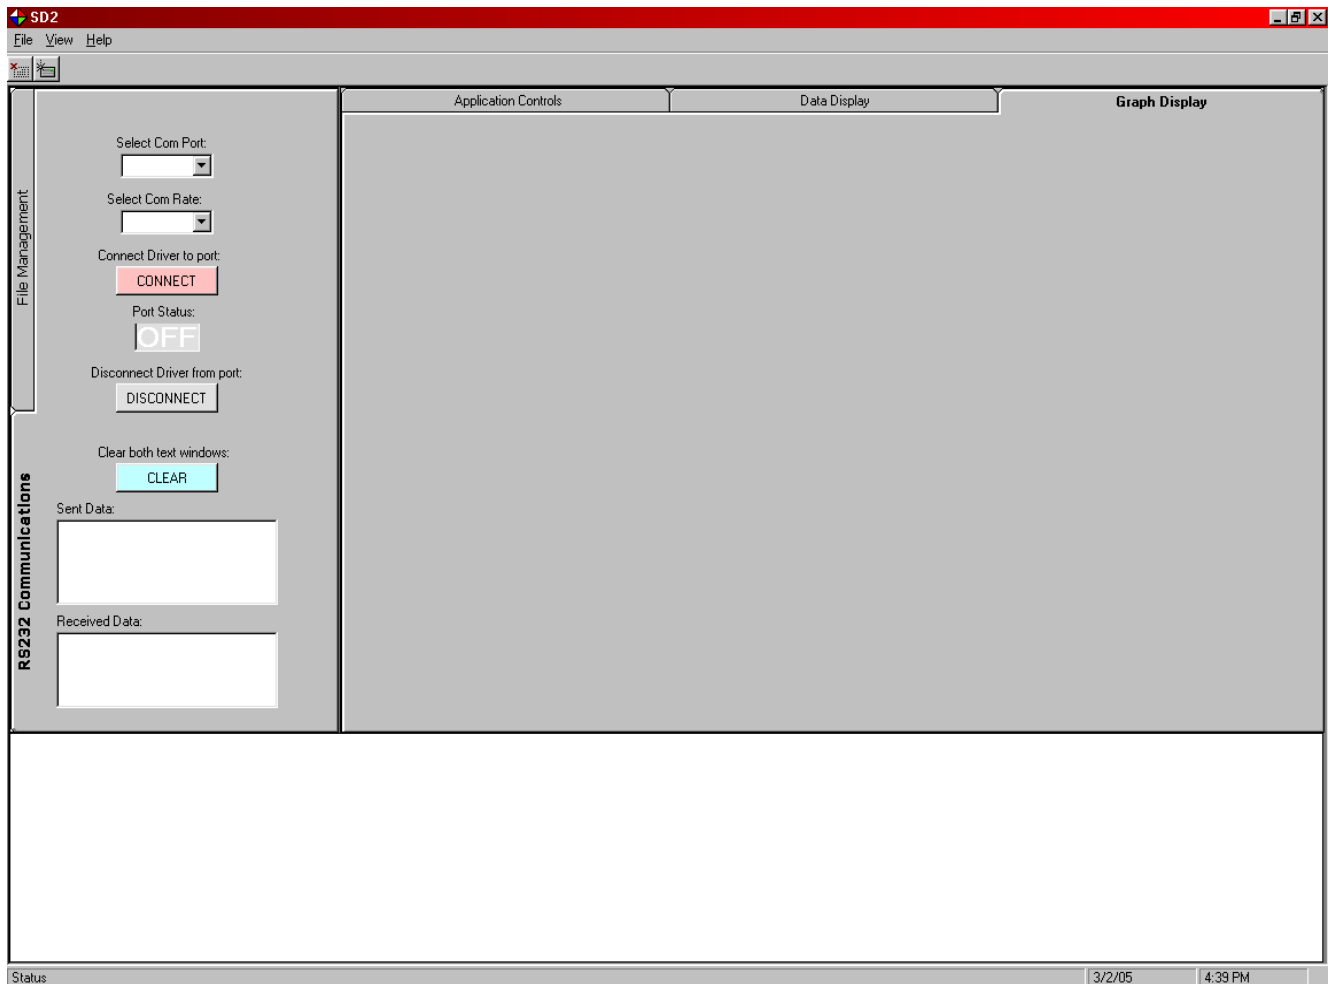 SD2
File View Help
Application Controls
Data Display
Graph Display
File Management
RS232 Communications
Select Com Port:
Select Com Rate:
Connect Driver to port:
CONNECT
Port Status:
OFF
Disconnect Driver from port:
DISCONNECT
Clear both text windows:
CLEAR
Sent Data:
Received Data:
Status
3/2/05
4:39 PM